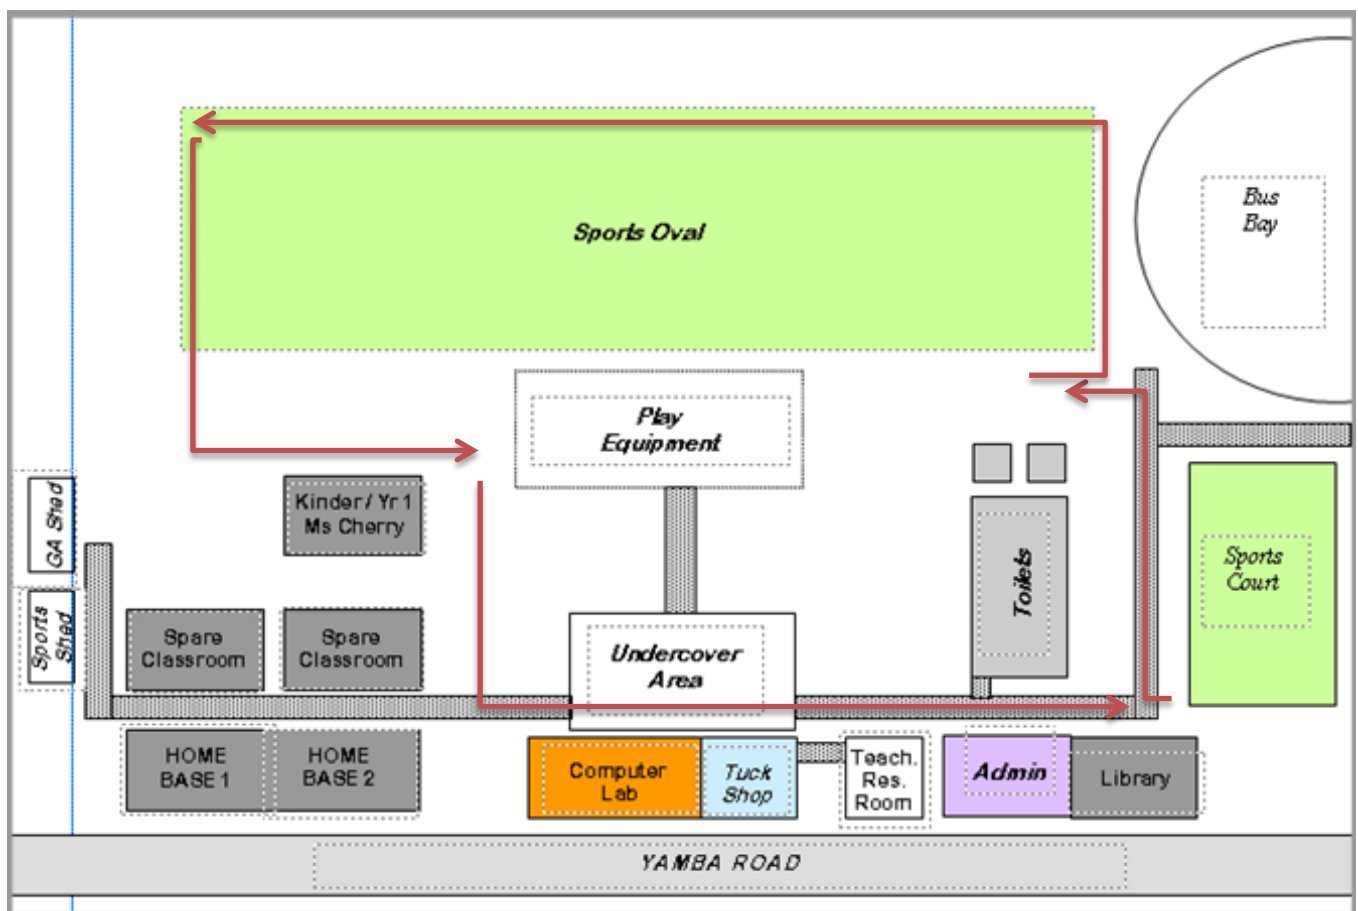 Sports Oval
Bus
Bay
Play
Equipment
Kinder / Yr 1
Ms Cherry
GA Shed
Sports
Shed
Spare
Classroom
Spare
Classroom
Undercover
Area
Toilets
Sports
Court
HOME
BASE 1
HOME
BASE 2
Computer
Lab
Tuck
Shop
Teach.
Res.
Room
Admin
Library
YAMBA ROAD